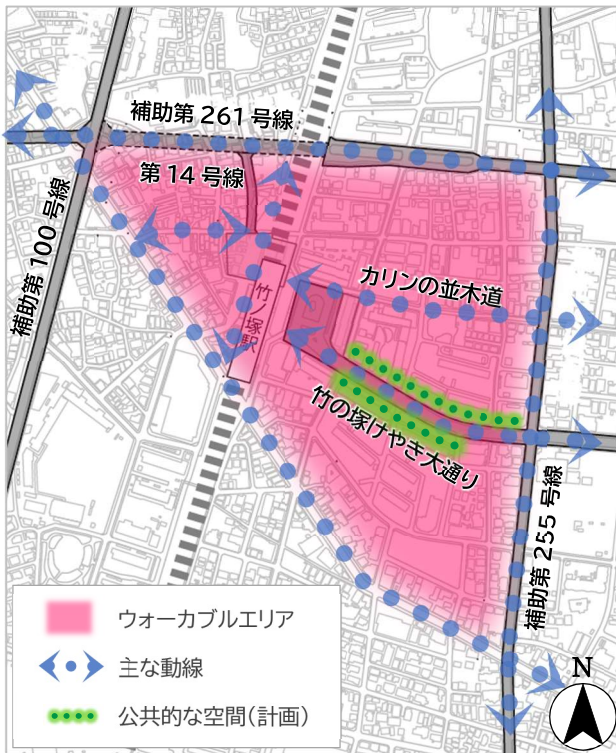 補助第261号線
第14号線
補助第100号線
カリンの並木道
竹ノ塚駅
竹の塚けやき大通り
補助第255号線
ウォーカブルエリア
主な動線
公共的な空間(計画)
N